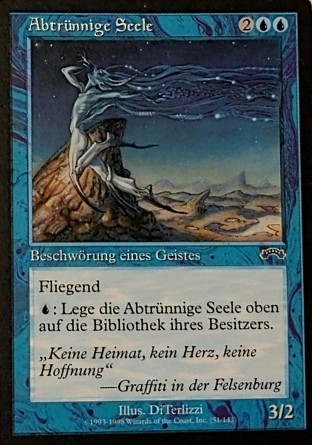 Abtrünnige Seele 2
Beschwörung eines Geistes
Fliegend
: Lege die Abtrünnige Seele oben
auf die Bibliothek ihres Besitzers.
„Keine Heimat, kein Herz, keine
Hoffnung“
—Graffiti in der Felsenburg
Illus. DiTerlizzi
© 1993-1998 Wizards of the Coast, Inc. (31/143)
3/2